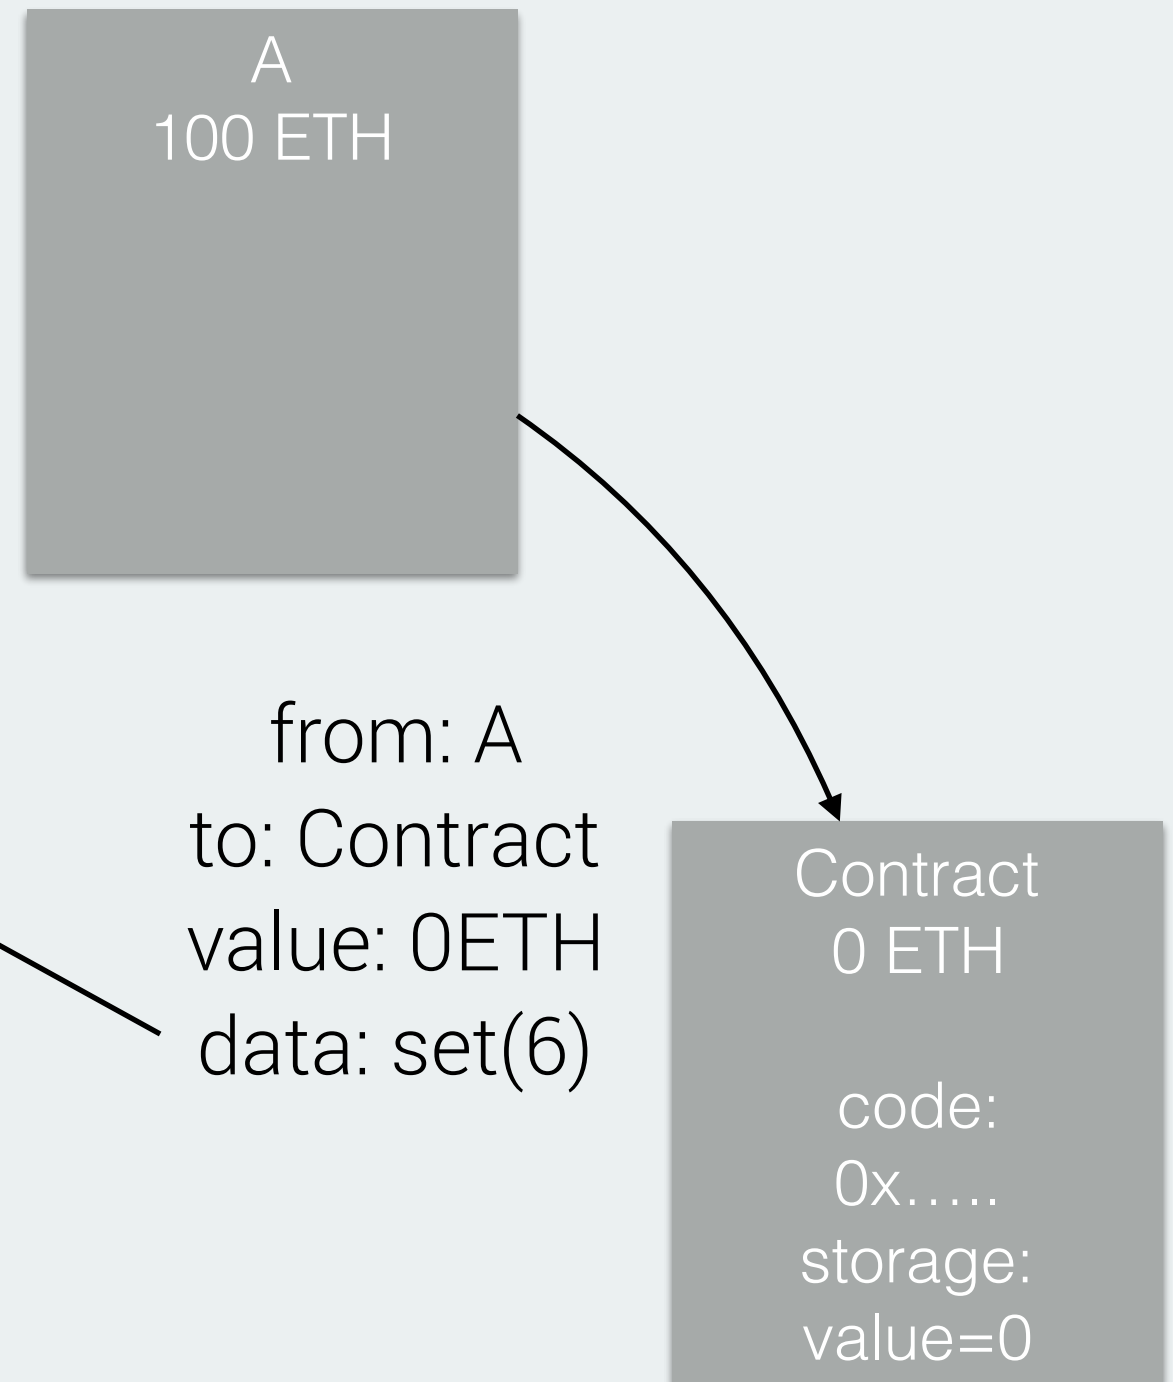 A
100 ETH
from: A
to: Contract
value: 0ETH
data: set(6)
Contract
0 ETH
code:
0x.....
storage:
value=0